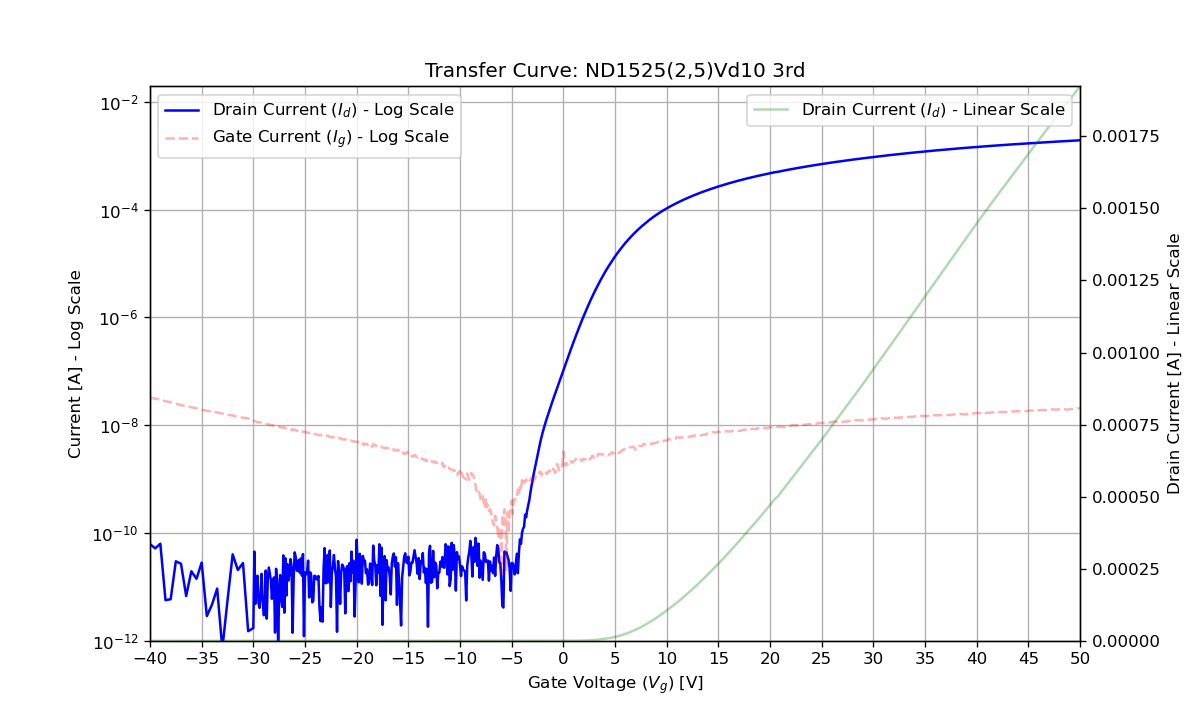 Transfer Curve: ND1525(2,5)Vd10 3rd
Drain Current (I_d) - Log Scale
Gate Current (I_g) - Log Scale
Drain Current (I_d) - Linear Scale
Current [A] - Log Scale
10^−2
10^−4
10^−6
10^−8
10^−10
10^−12
0.00175
0.00150
0.00125
0.00100
0.00075
0.00050
0.00025
0.00000
Drain Current [A] - Linear Scale
−40 −35 −30 −25 −20 −15 −10 −5 0 5 10 15 20 25 30 35 40 45 50
Gate Voltage (V_g) [V]